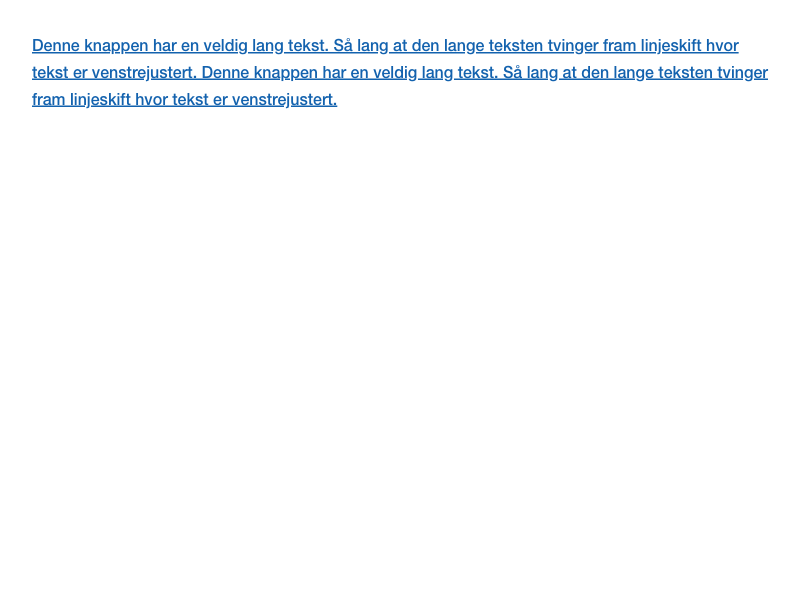 Denne knappen har en veldig lang tekst. Så lang at den lange teksten tvinger fram linjeskift hvor
tekst er venstrejustert. Denne knappen har en veldig lang tekst. Så lang at den lange teksten tvinger
fram linjeskift hvor tekst er venstrejustert.